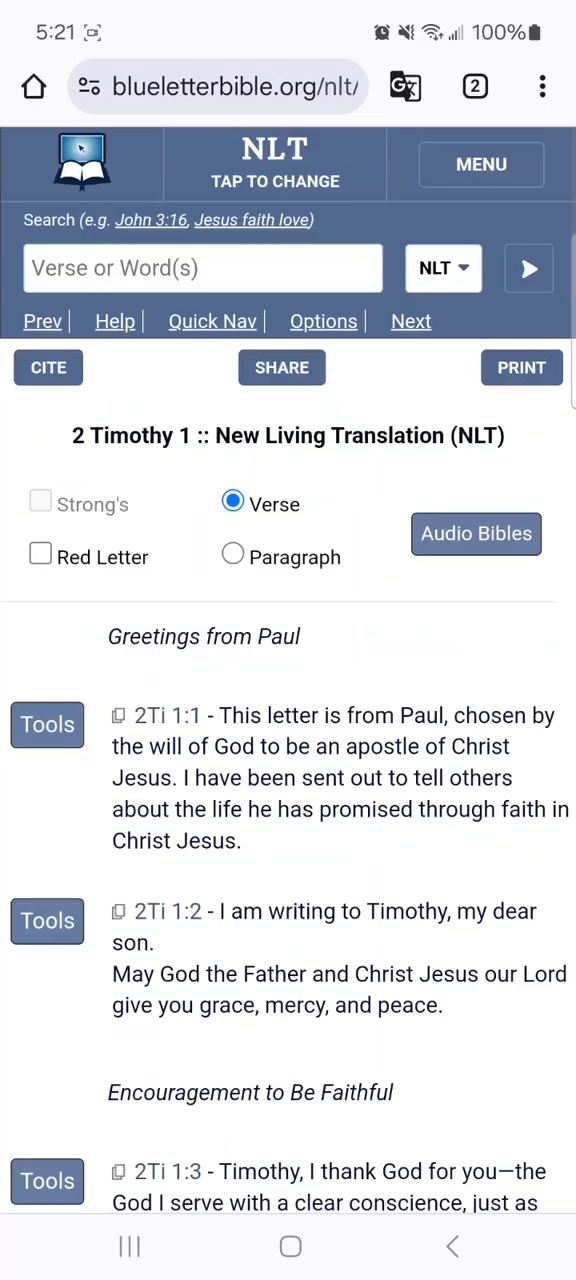 5:21 100%
blueletterbible.org/nlt/ 2
NLT
TAP TO CHANGE
MENU
Search (e.g. John 3:16, Jesus faith love)
Verse or Word(s) NLT
Prev | Help | Quick Nav | Options | Next
CITE SHARE PRINT
2 Timothy 1 :: New Living Translation (NLT)
Strong's Verse
Audio Bibles
Red Letter Paragraph
Greetings from Paul
Tools 2Ti 1:1 - This letter is from Paul, chosen by
the will of God to be an apostle of Christ
Jesus. I have been sent out to tell others
about the life he has promised through faith in
Christ Jesus.
Tools 2Ti 1:2 - I am writing to Timothy, my dear
son.
May God the Father and Christ Jesus our Lord
give you grace, mercy, and peace.
Encouragement to Be Faithful
Tools 2Ti 1:3 - Timothy, I thank God for you—the
God I serve with a clear conscience, just as